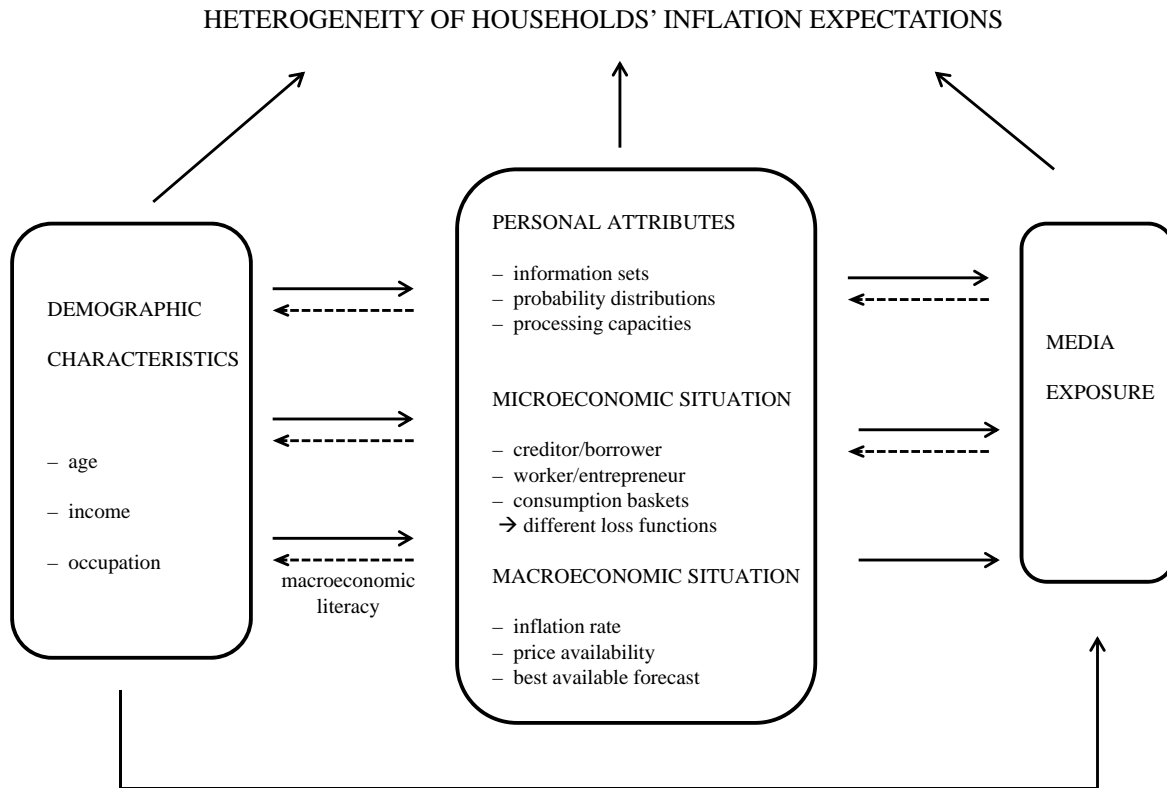 HETEROGENEITY OF HOUSEHOLDS’ INFLATION EXPECTATIONS
DEMOGRAPHIC
CHARACTERISTICS
– age
– income
– occupation
macroeconomic
literacy
PERSONAL ATTRIBUTES
– information sets
– probability distributions
– processing capacities
MICROECONOMIC SITUATION
– creditor/borrower
– worker/entrepreneur
– consumption baskets
→ different loss functions
MACROECONOMIC SITUATION
– inflation rate
– price availability
– best available forecast
MEDIA
EXPOSURE